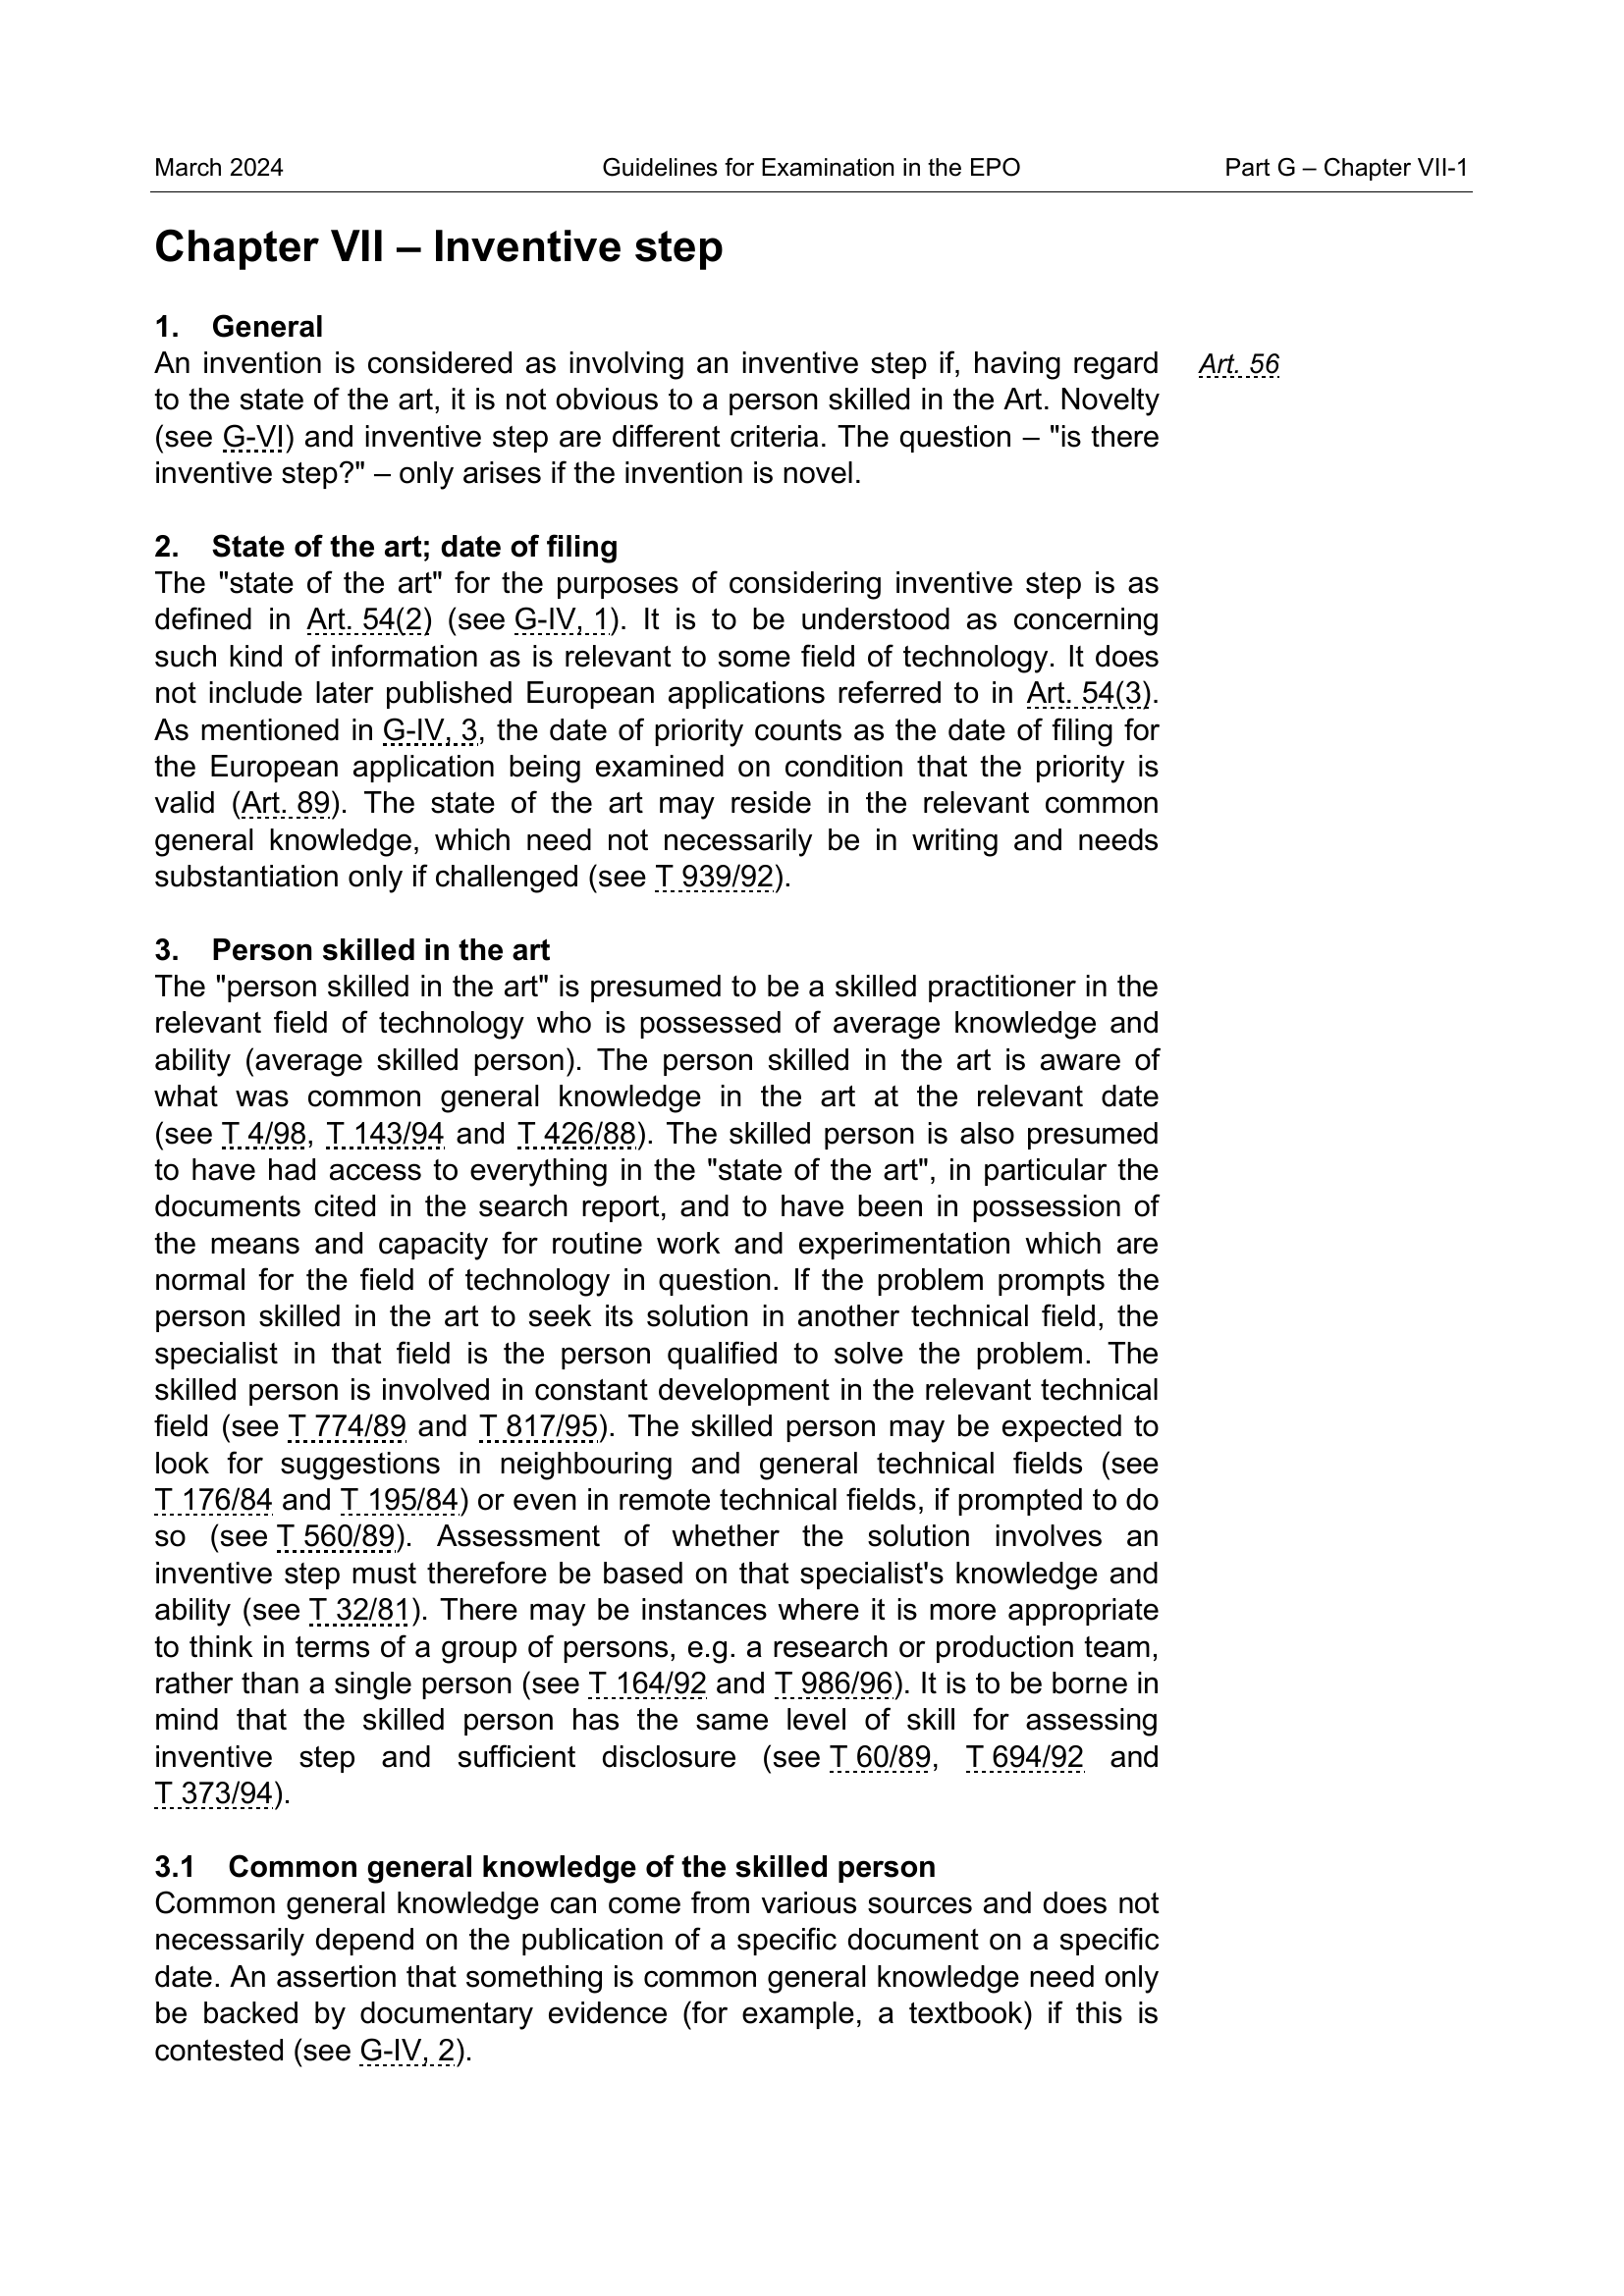 March 2024 Guidelines for Examination in the EPO Part G – Chapter VII-1
Chapter VII – Inventive step
1. General
An invention is considered as involving an inventive step if, having regard Art. 56
to the state of the art, it is not obvious to a person skilled in the Art. Novelty
(see G-VI) and inventive step are different criteria. The question – "is there
inventive step?" – only arises if the invention is novel.
2. State of the art; date of filing
The "state of the art" for the purposes of considering inventive step is as
defined in Art. 54(2) (see G-IV, 1). It is to be understood as concerning
such kind of information as is relevant to some field of technology. It does
not include later published European applications referred to in Art. 54(3).
As mentioned in G-IV, 3, the date of priority counts as the date of filing for
the European application being examined on condition that the priority is
valid (Art. 89). The state of the art may reside in the relevant common
general knowledge, which need not necessarily be in writing and needs
substantiation only if challenged (see T 939/92).
3. Person skilled in the art
The "person skilled in the art" is presumed to be a skilled practitioner in the
relevant field of technology who is possessed of average knowledge and
ability (average skilled person). The person skilled in the art is aware of
what was common general knowledge in the art at the relevant date
(see T 4/98, T 143/94 and T 426/88). The skilled person is also presumed
to have had access to everything in the "state of the art", in particular the
documents cited in the search report, and to have been in possession of
the means and capacity for routine work and experimentation which are
normal for the field of technology in question. If the problem prompts the
person skilled in the art to seek its solution in another technical field, the
specialist in that field is the person qualified to solve the problem. The
skilled person is involved in constant development in the relevant technical
field (see T 774/89 and T 817/95). The skilled person may be expected to
look for suggestions in neighbouring and general technical fields (see
T 176/84 and T 195/84) or even in remote technical fields, if prompted to do
so (see T 560/89). Assessment of whether the solution involves an
inventive step must therefore be based on that specialist's knowledge and
ability (see T 32/81). There may be instances where it is more appropriate
to think in terms of a group of persons, e.g. a research or production team,
rather than a single person (see T 164/92 and T 986/96). It is to be borne in
mind that the skilled person has the same level of skill for assessing
inventive step and sufficient disclosure (see T 60/89, T 694/92 and
T 373/94).
3.1 Common general knowledge of the skilled person
Common general knowledge can come from various sources and does not
necessarily depend on the publication of a specific document on a specific
date. An assertion that something is common general knowledge need only
be backed by documentary evidence (for example, a textbook) if this is
contested (see G-IV, 2).